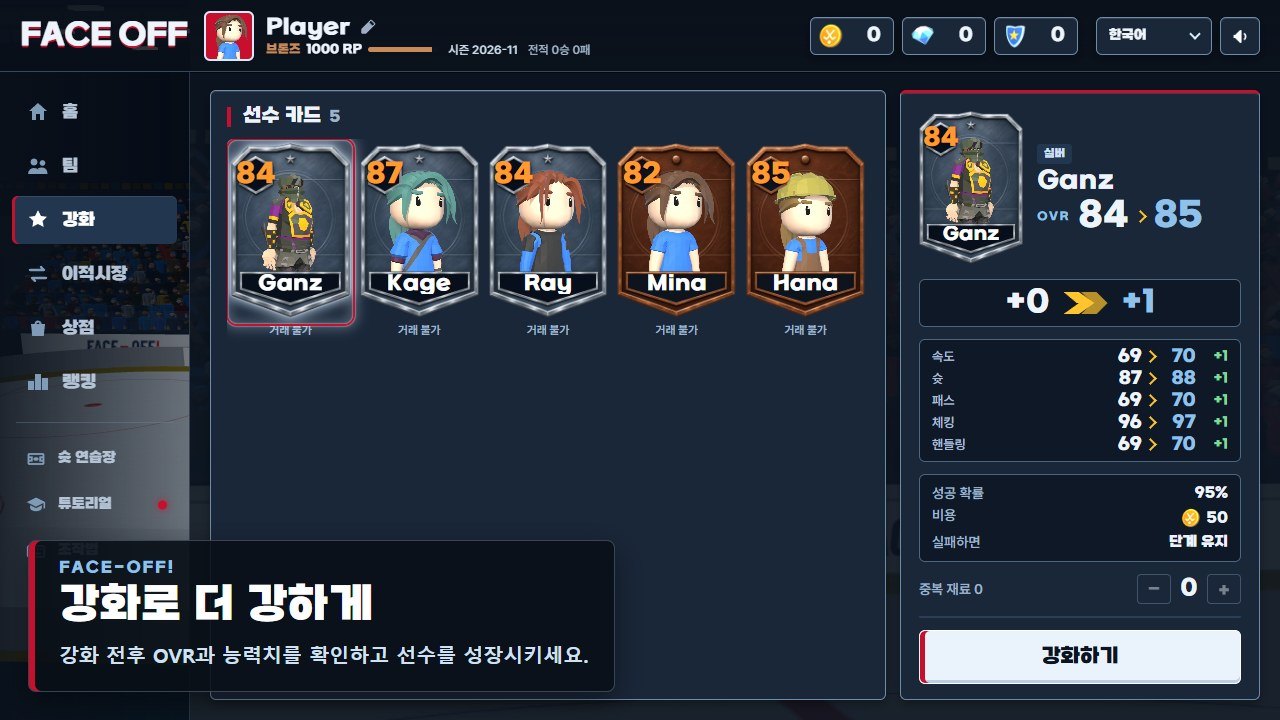 FACE OFF
Player
브론즈 1000 RP
시즌 2026-11 전적 0승 0패
0
0
0
한국어
홈
팀
강화
이적시장
상점
랭킹
슛 연습장
튜토리얼
조작법
FACE-OFF!
선수 카드 5
84
Ganz
거래 불가
87
Kage
거래 불가
84
Ray
거래 불가
82
Mina
거래 불가
85
Hana
거래 불가
84
Ganz
실버
Ganz
OVR 84 > 85
+0 +1
속도 69 > 70 +1
슛 87 > 88 +1
패스 69 > 70 +1
체킹 96 > 97 +1
핸들링 69 > 70 +1
성공 확률 95%
비용 50
실패하면 단계 유지
중복 재료 0 − 0 +
강화하기
FACE-OFF!
강화로 더 강하게
강화 전후 OVR과 능력치를 확인하고 선수를 성장시키세요.